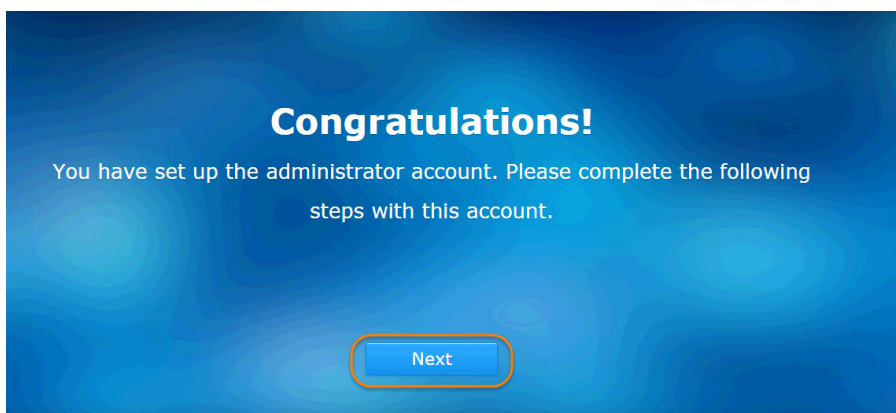 Congratulations!
You have set up the administrator account. Please complete the following
steps with this account.
Next